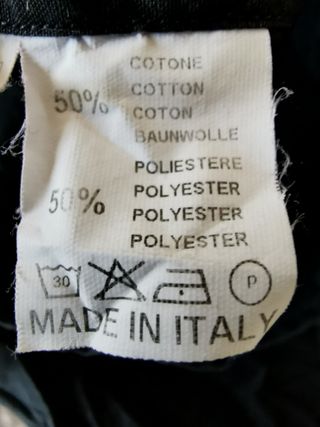 50%
COTONE
COTTON
COTON
BAUNWOLLE
50%
POLIESTERE
POLYESTER
POLYESTER
POLYESTER
30 P
MADE IN ITALY